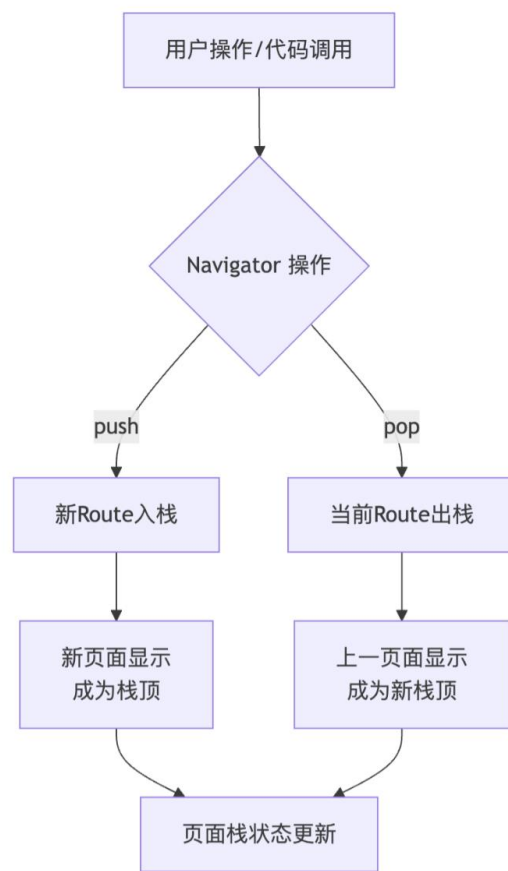 用户操作/代码调用
Navigator 操作
push
pop
新Route入栈
当前Route出栈
新页面显示
成为栈顶
上一页面显示
成为新栈顶
页面栈状态更新